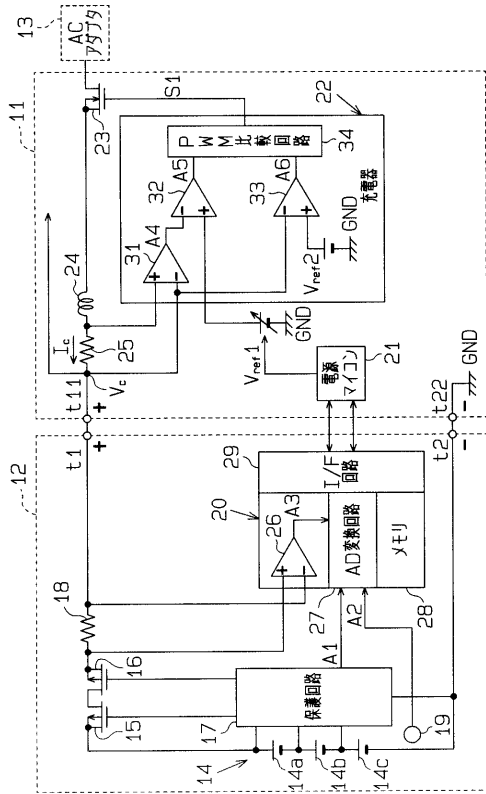 12
11
13
AC
アダプタ
18
t1
t11
+
+
Ic
24
25
Vc
23
S1
15
16
31
A4
32
A5
33
A6
PWM比較回路
34
22
充電器
Vref2
GND
Vref1
GND
電源
マイコン
21
20
26
A3
29
I/F
回路
AD変換回路
メモリ
27
28
A1
A2
17
保護回路
14
14a
14b
14c
19
t2
t22
-
-
GND